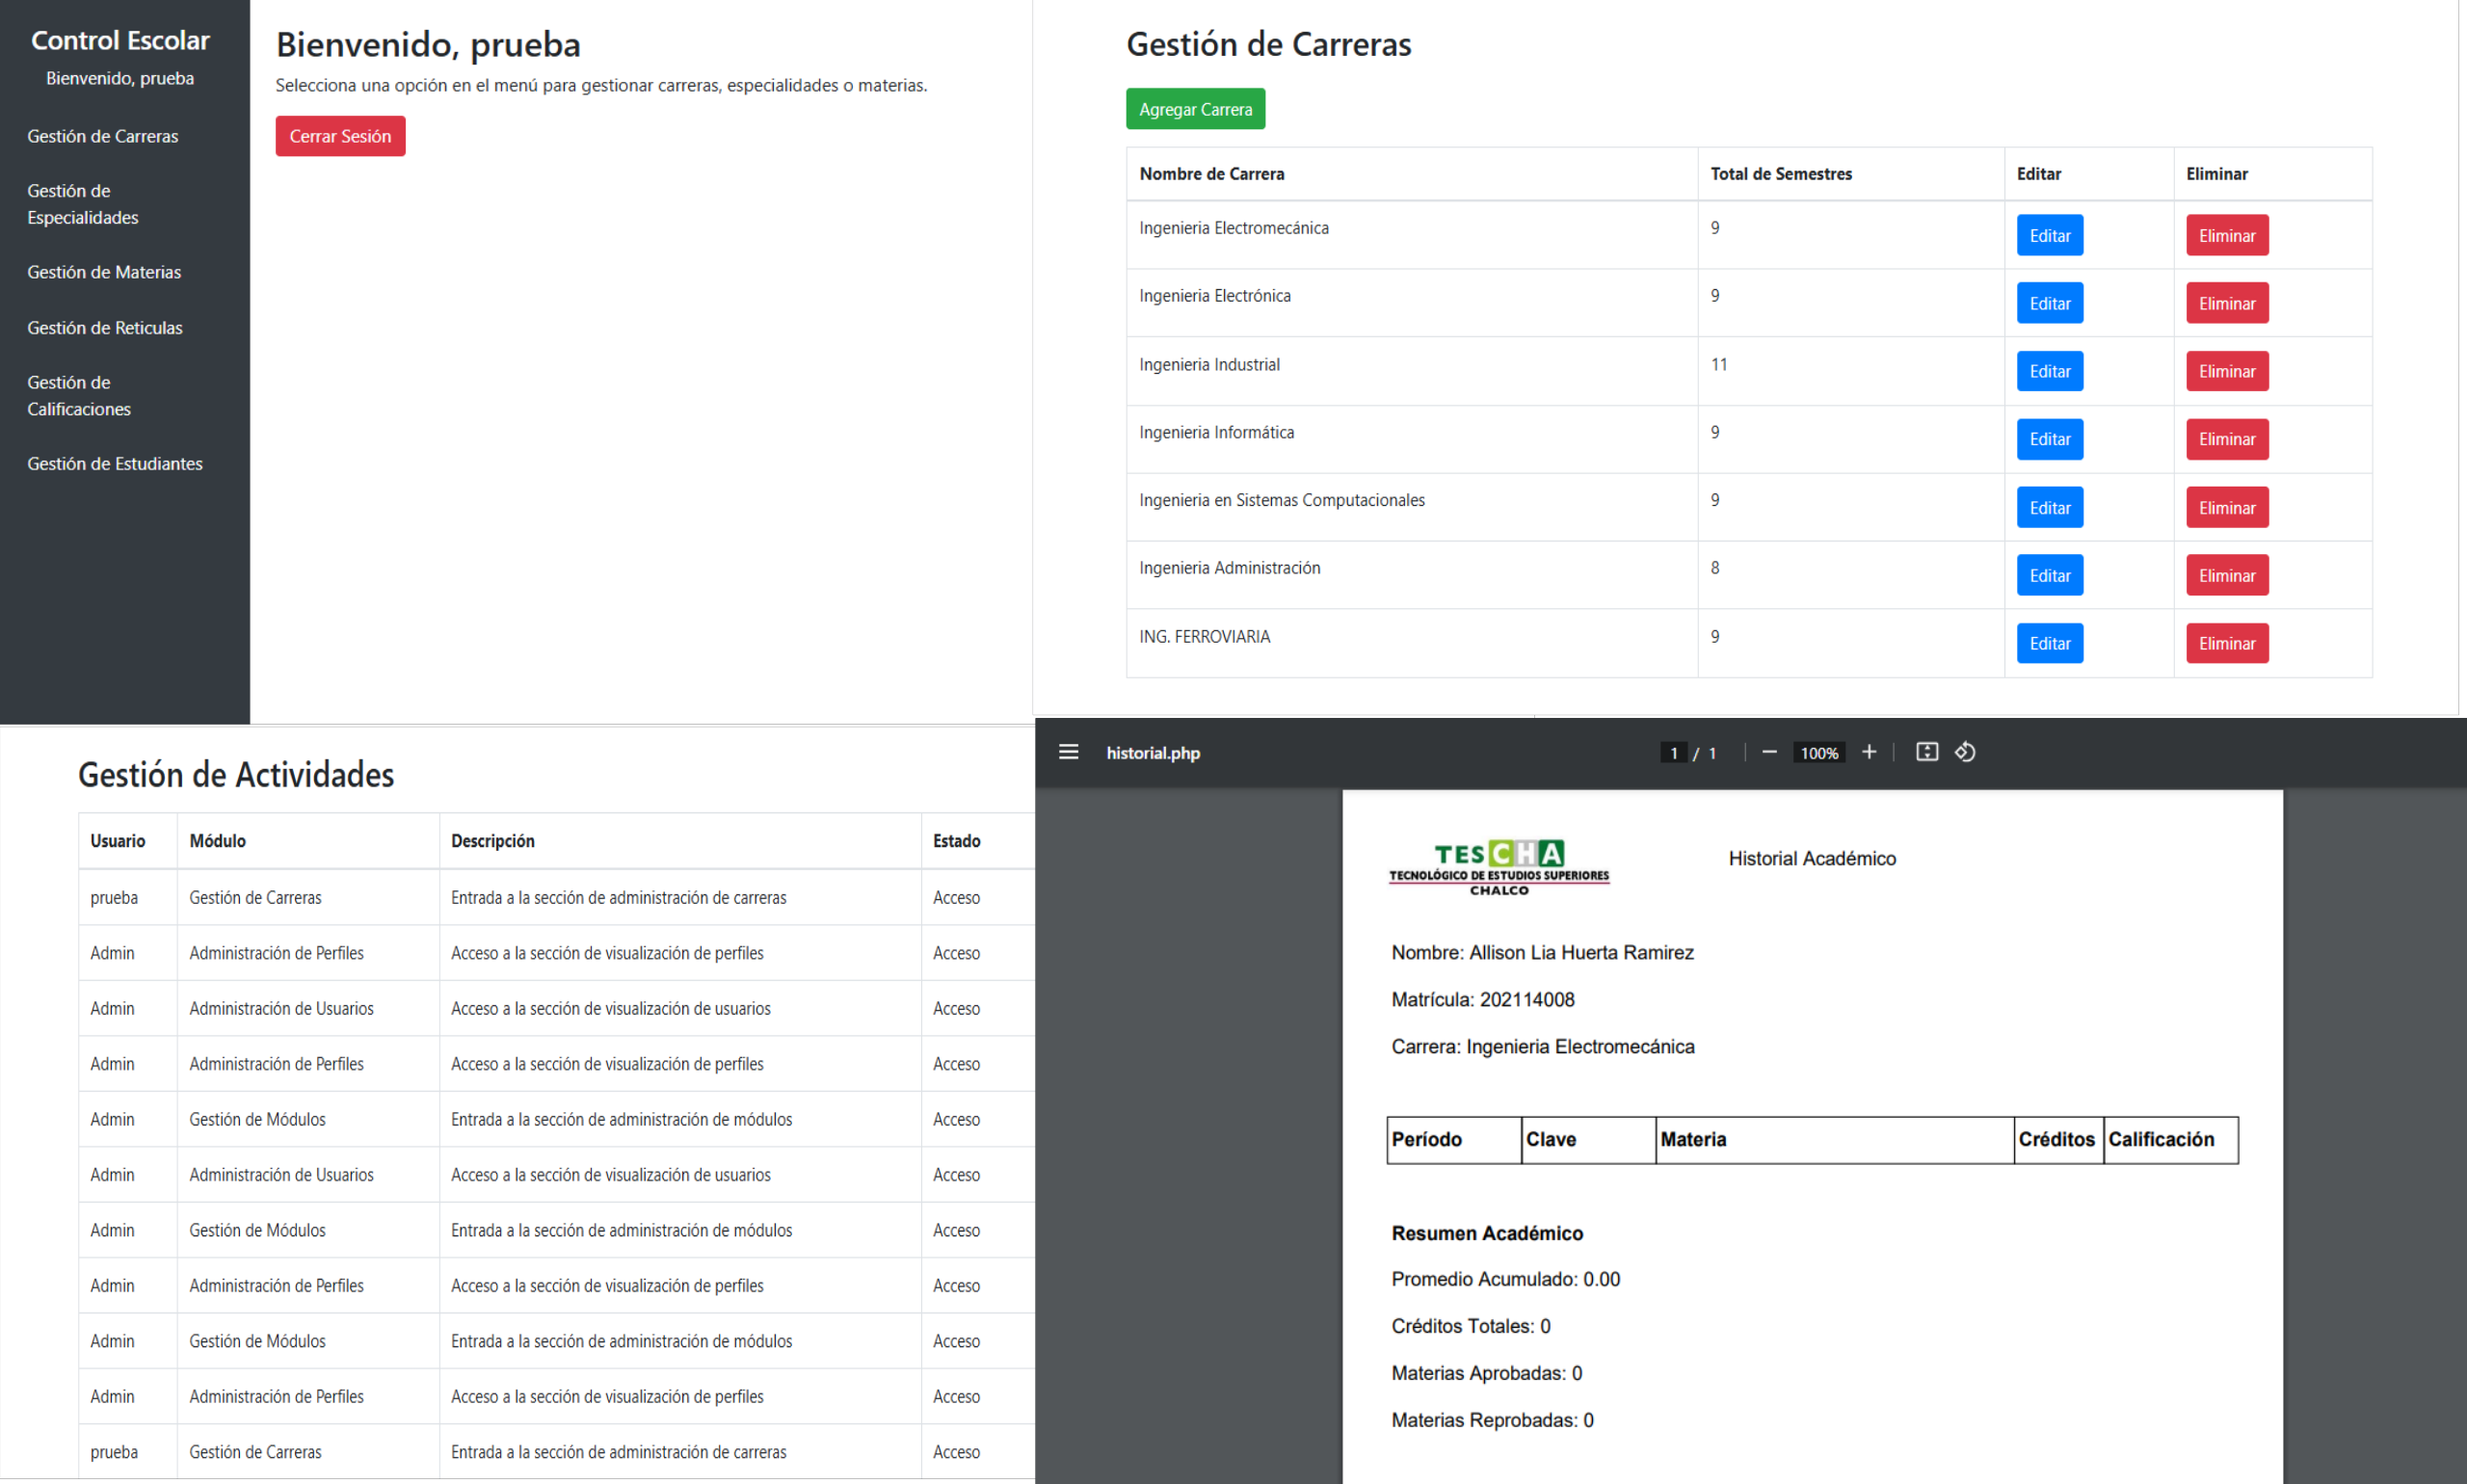 Control Escolar
Bienvenido, prueba
Gestión de Carreras
Gestión de
Especialidades
Gestión de Materias
Gestión de Reticulas
Gestión de
Calificaciones
Gestión de Estudiantes
Bienvenido, prueba
Selecciona una opción en el menú para gestionar carreras, especialidades o materias.
Cerrar Sesión
Gestión de Carreras
Agregar Carrera
Nombre de Carrera Total de Semestres Editar Eliminar
Ingenieria Electromecánica 9 Editar Eliminar
Ingenieria Electrónica 9 Editar Eliminar
Ingenieria Industrial 11 Editar Eliminar
Ingenieria Informática 9 Editar Eliminar
Ingenieria en Sistemas Computacionales 9 Editar Eliminar
Ingenieria Administración 8 Editar Eliminar
ING. FERROVIARIA 9 Editar Eliminar
Gestión de Actividades
Usuario Módulo Descripción Estado
prueba Gestión de Carreras Entrada a la sección de administración de carreras Acceso
Admin Administración de Perfiles Acceso a la sección de visualización de perfiles Acceso
Admin Administración de Usuarios Acceso a la sección de visualización de usuarios Acceso
Admin Administración de Perfiles Acceso a la sección de visualización de perfiles Acceso
Admin Gestión de Módulos Entrada a la sección de administración de módulos Acceso
Admin Administración de Usuarios Acceso a la sección de visualización de usuarios Acceso
Admin Gestión de Módulos Entrada a la sección de administración de módulos Acceso
Admin Administración de Perfiles Acceso a la sección de visualización de perfiles Acceso
Admin Gestión de Módulos Entrada a la sección de administración de módulos Acceso
Admin Administración de Perfiles Acceso a la sección de visualización de perfiles Acceso
prueba Gestión de Carreras Entrada a la sección de administración de carreras Acceso
historial.php 1 / 1 100%
TESCHA
TECNOLÓGICO DE ESTUDIOS SUPERIORES
CHALCO
Historial Académico
Nombre: Allison Lia Huerta Ramirez
Matrícula: 202114008
Carrera: Ingenieria Electromecánica
Período Clave Materia Créditos Calificación
Resumen Académico
Promedio Acumulado: 0.00
Créditos Totales: 0
Materias Aprobadas: 0
Materias Reprobadas: 0